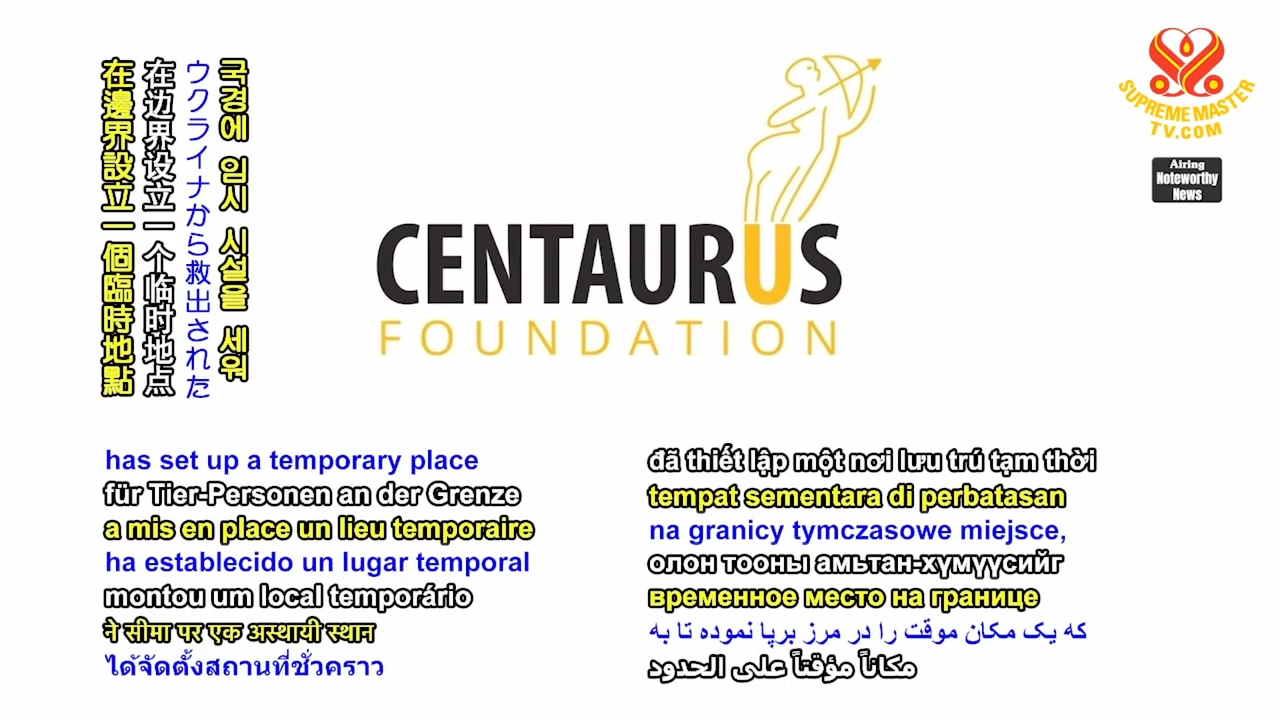 在邊界設立一個臨時地點
在边界设立一个临时地点
ウクライナから救出された
국경에 임시 시설을 세워
SUPREME MASTER
TV.COM
Airing
Noteworthy
News
CENTAURUS
FOUNDATION
has set up a temporary place
für Tier-Personen an der Grenze
a mis en place un lieu temporaire
ha establecido un lugar temporal
montou um local temporário
ने सीमा पर एक अस्थायी स्थान
ได้จัดตั้งสถานที่ชั่วคราว
đã thiết lập một nơi lưu trú tạm thời
tempat sementara di perbatasan
na granicy tymczasowe miejsce,
олон тооны амьтан-хүмүүсийг
временное место на границе
که یک مکان موقت را در مرز برپا نموده تا به
مكاناً مؤقتاً على الحدود